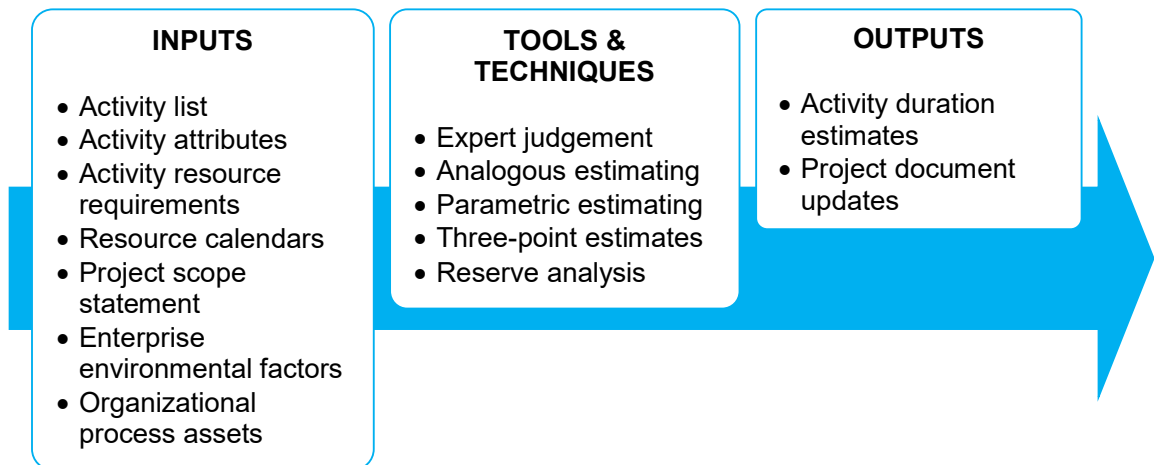 INPUTS
• Activity list
• Activity attributes
• Activity resource
requirements
• Resource calendars
• Project scope
statement
• Enterprise
environmental factors
• Organizational
process assets
TOOLS &
TECHNIQUES
• Expert judgement
• Analogous estimating
• Parametric estimating
• Three-point estimates
• Reserve analysis
OUTPUTS
• Activity duration
estimates
• Project document
updates